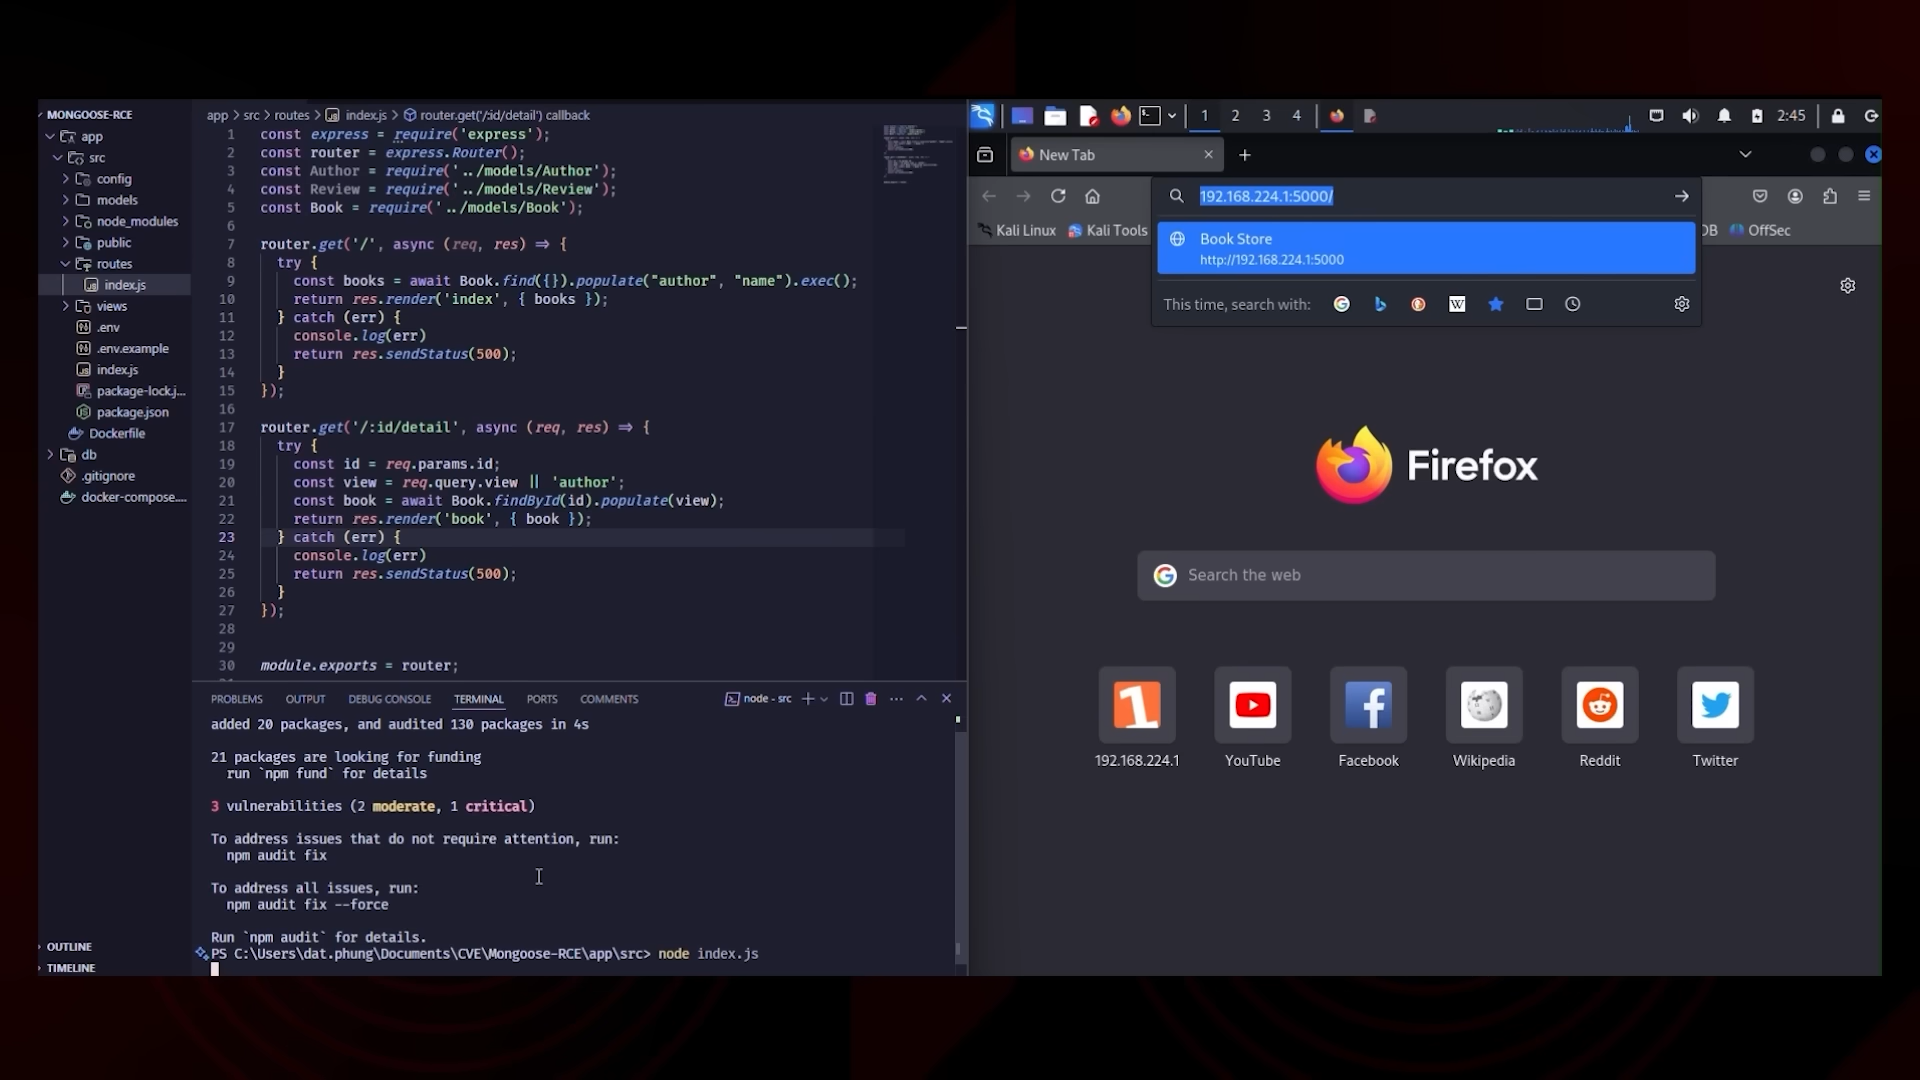 MONGOOSE-RCE
app
src
config
models
node_modules
public
routes
index.js
views
.env
.env.example
index.js
package-lock.j...
package.json
Dockerfile
db
.gitignore
docker-compose....
OUTLINE
TIMELINE
app > src > routes > index.js > router.get('/:id/detail') callback
1 const express = require('express');
2 const router = express.Router();
3 const Author = require('../models/Author');
4 const Review = require('../models/Review');
5 const Book = require('../models/Book');
6
7 router.get('/', async (req, res) => {
8 try {
9 const books = await Book.find({}).populate("author", "name").exec();
10 return res.render('index', { books });
11 } catch (err) {
12 console.log(err)
13 return res.sendStatus(500);
14 }
15 });
16
17 router.get('/:id/detail', async (req, res) => {
18 try {
19 const id = req.params.id;
20 const view = req.query.view || 'author';
21 const book = await Book.findById(id).populate(view);
22 return res.render('book', { book });
23 } catch (err) {
24 console.log(err)
25 return res.sendStatus(500);
26 }
27 });
28
29
30 module.exports = router;
PROBLEMS OUTPUT DEBUG CONSOLE TERMINAL PORTS COMMENTS node - src
added 20 packages, and audited 130 packages in 4s
21 packages are looking for funding
run `npm fund` for details
3 vulnerabilities (2 moderate, 1 critical)
To address issues that do not require attention, run:
npm audit fix
To address all issues, run:
npm audit fix --force
Run `npm audit` for details.
PS C:\Users\dat.phung\Documents\CVE\Mongoose-RCE\app\src> node index.js
1 2 3 4 2:45
New Tab
192.168.224.1:5000/
Kali Linux Kali Tools DB OffSec
Book Store
http://192.168.224.1:5000
This time, search with:
Firefox
Search the web
192.168.224.1 YouTube Facebook Wikipedia Reddit Twitter